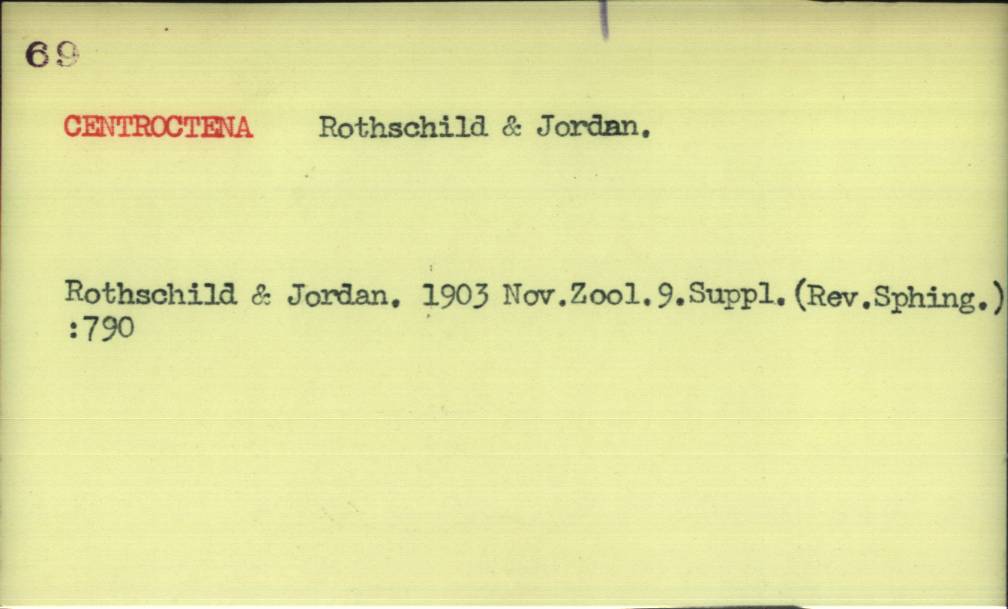 69
CENTROCTENA Rothschild & Jordan.
Rothschild & Jordan. 1903 Nov.Zool.9.Suppl.(Rev.Sphing.)
:790